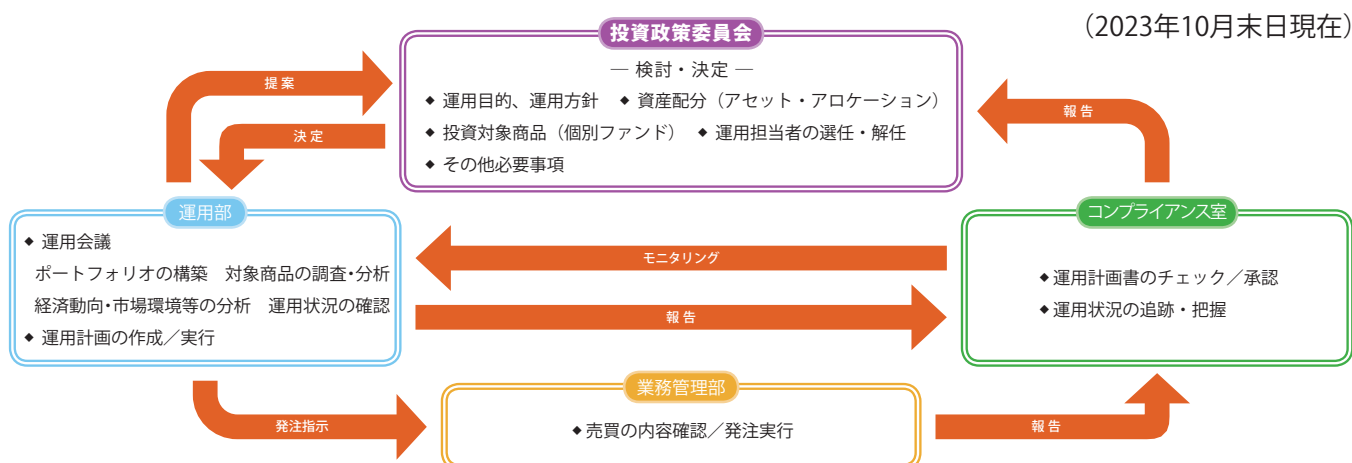 （2023年10月末日現在）
投資政策委員会
― 検討・決定 ―
◆ 運用目的、運用方針　◆ 資産配分（アセット・アロケーション）
◆ 投資対象商品（個別ファンド）　◆ 運用担当者の選任・解任
◆ その他必要事項
提案
決定
報告
運用部
◆ 運用会議
ポートフォリオの構築　対象商品の調査・分析
経済動向・市場環境等の分析　運用状況の確認
◆ 運用計画の作成／実行
モニタリング
報告
コンプライアンス室
◆運用計画書のチェック／承認
◆運用状況の追跡・把握
発注指示
業務管理部
◆売買の内容確認／発注実行
報告